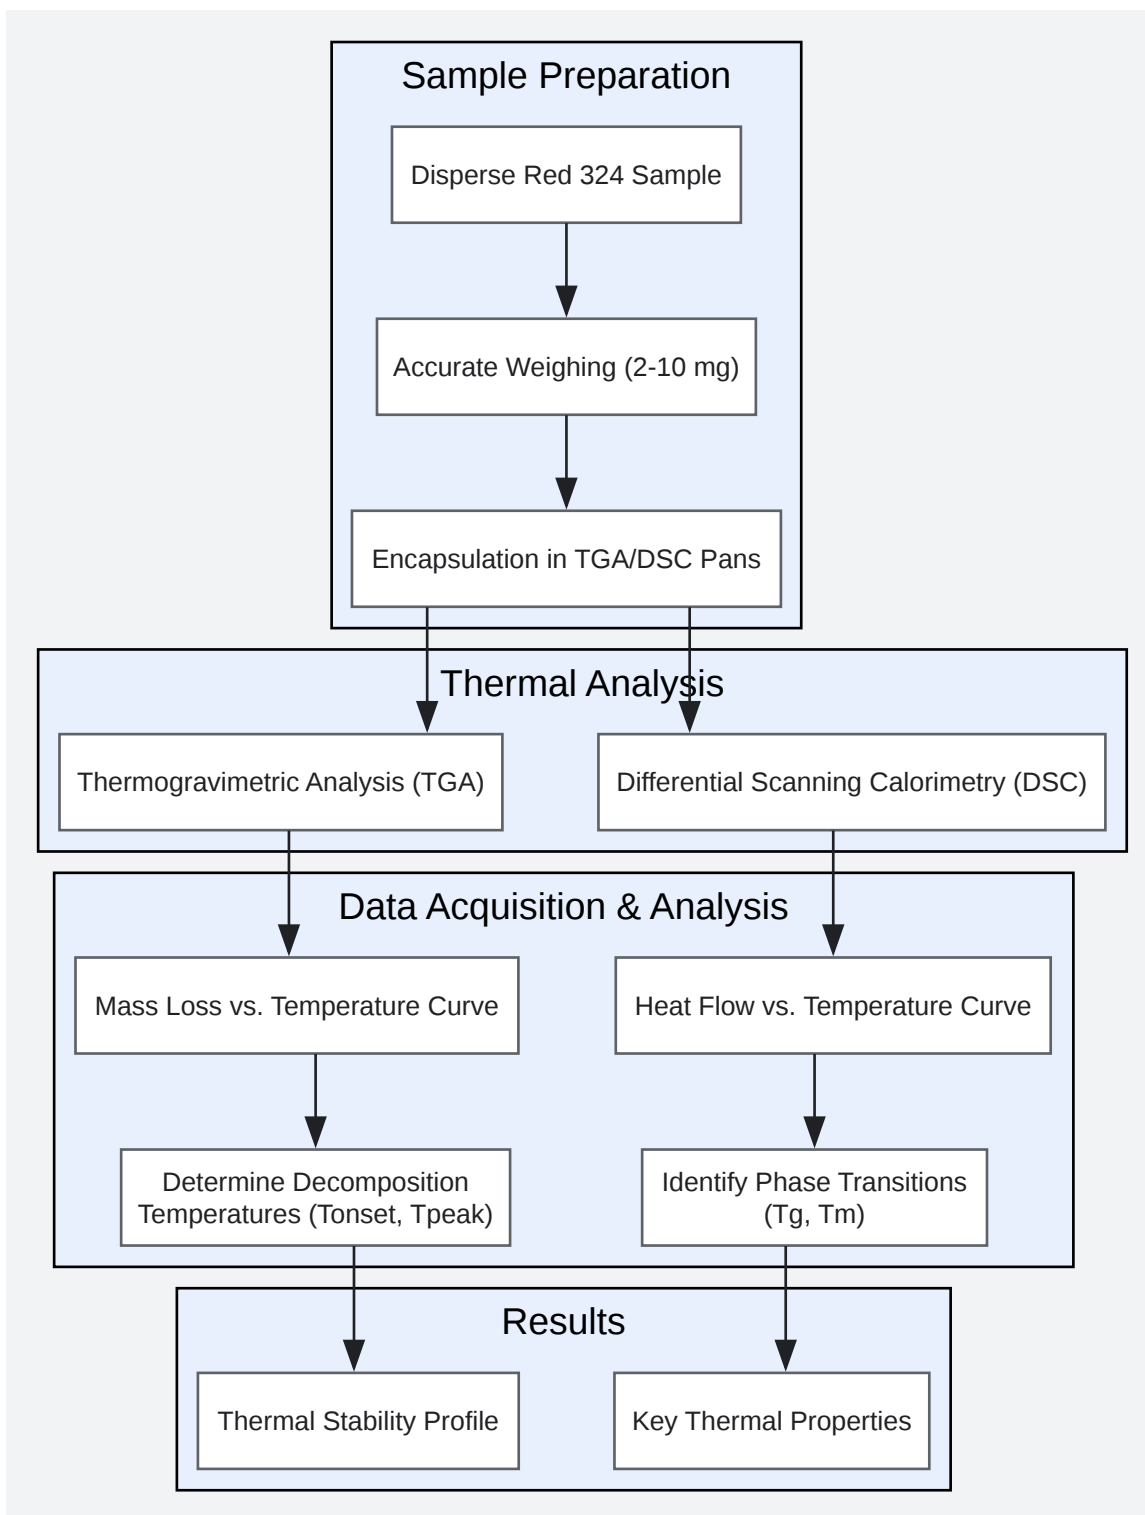 Sample Preparation
Disperse Red 324 Sample
Accurate Weighing (2-10 mg)
Encapsulation in TGA/DSC Pans
Thermal Analysis
Thermogravimetric Analysis (TGA)
Differential Scanning Calorimetry (DSC)
Data Acquisition & Analysis
Mass Loss vs. Temperature Curve
Heat Flow vs. Temperature Curve
Determine Decomposition
Temperatures (Tonset, Tpeak)
Identify Phase Transitions
(Tg, Tm)
Results
Thermal Stability Profile
Key Thermal Properties